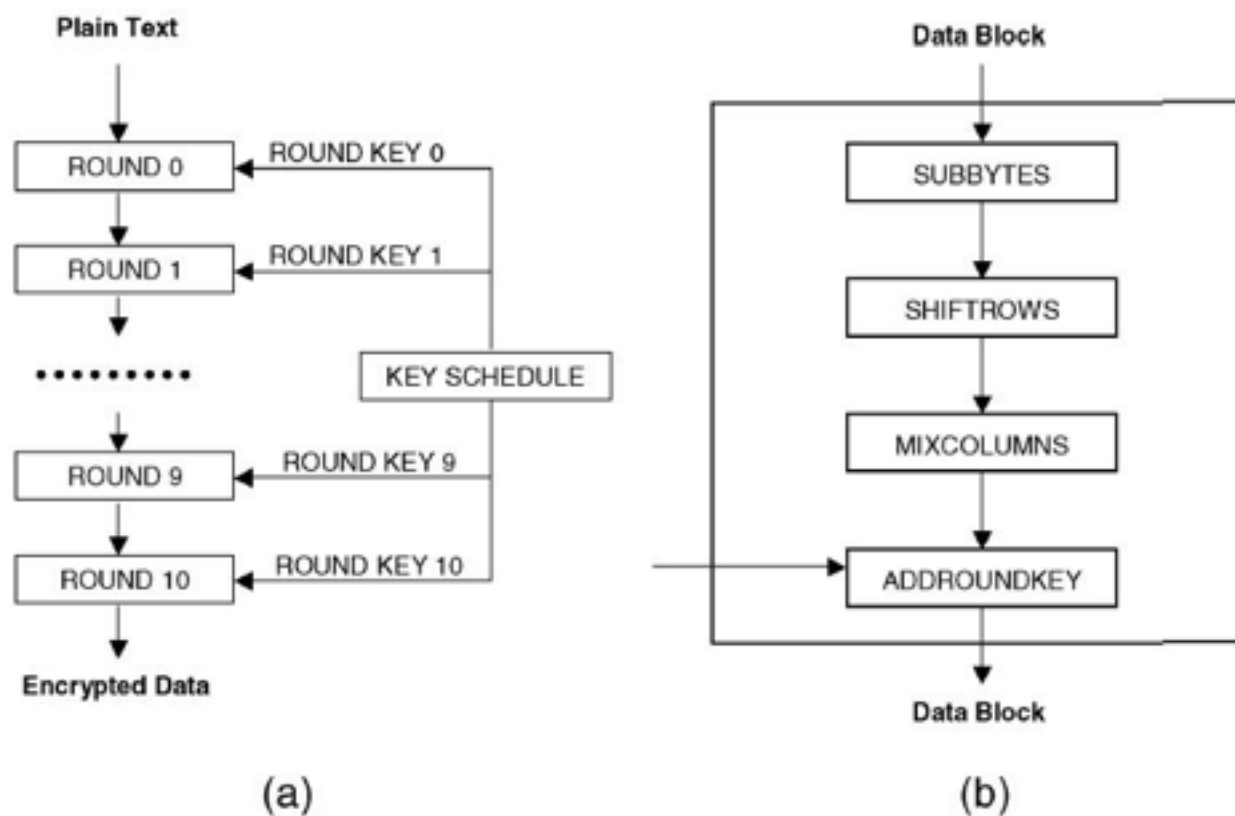 Plain Text
ROUND 0
ROUND KEY 0
ROUND 1
ROUND KEY 1
KEY SCHEDULE
ROUND 9
ROUND KEY 9
ROUND 10
ROUND KEY 10
Encrypted Data
(a)
Data Block
SUBBYTES
SHIFTROWS
MIXCOLUMNS
ADDROUNDKEY
Data Block
(b)